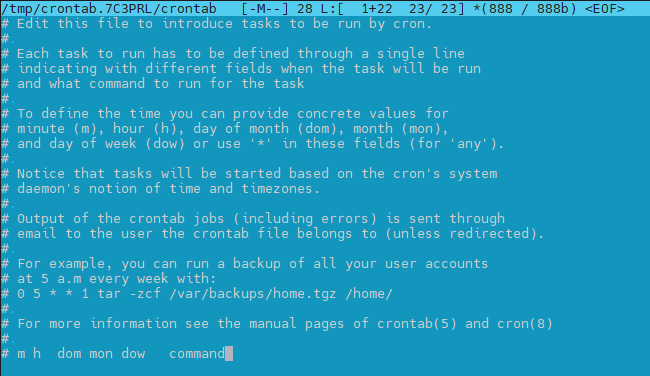 /tmp/crontab.7C3PRL/crontab   [-M--] 28 L:[  1+22  23/ 23] *(888 / 888b) <EOF>
# Edit this file to introduce tasks to be run by cron.
#.
# Each task to run has to be defined through a single line
# indicating with different fields when the task will be run
# and what command to run for the task
#.
# To define the time you can provide concrete values for
# minute (m), hour (h), day of month (dom), month (mon),
# and day of week (dow) or use '*' in these fields (for 'any').
#.
# Notice that tasks will be started based on the cron's system
# daemon's notion of time and timezones.
#.
# Output of the crontab jobs (including errors) is sent through
# email to the user the crontab file belongs to (unless redirected).
#.
# For example, you can run a backup of all your user accounts
# at 5 a.m every week with:
# 0 5 * * 1 tar -zcf /var/backups/home.tgz /home/
#.
# For more information see the manual pages of crontab(5) and cron(8)
#.
# m h  dom mon dow   command